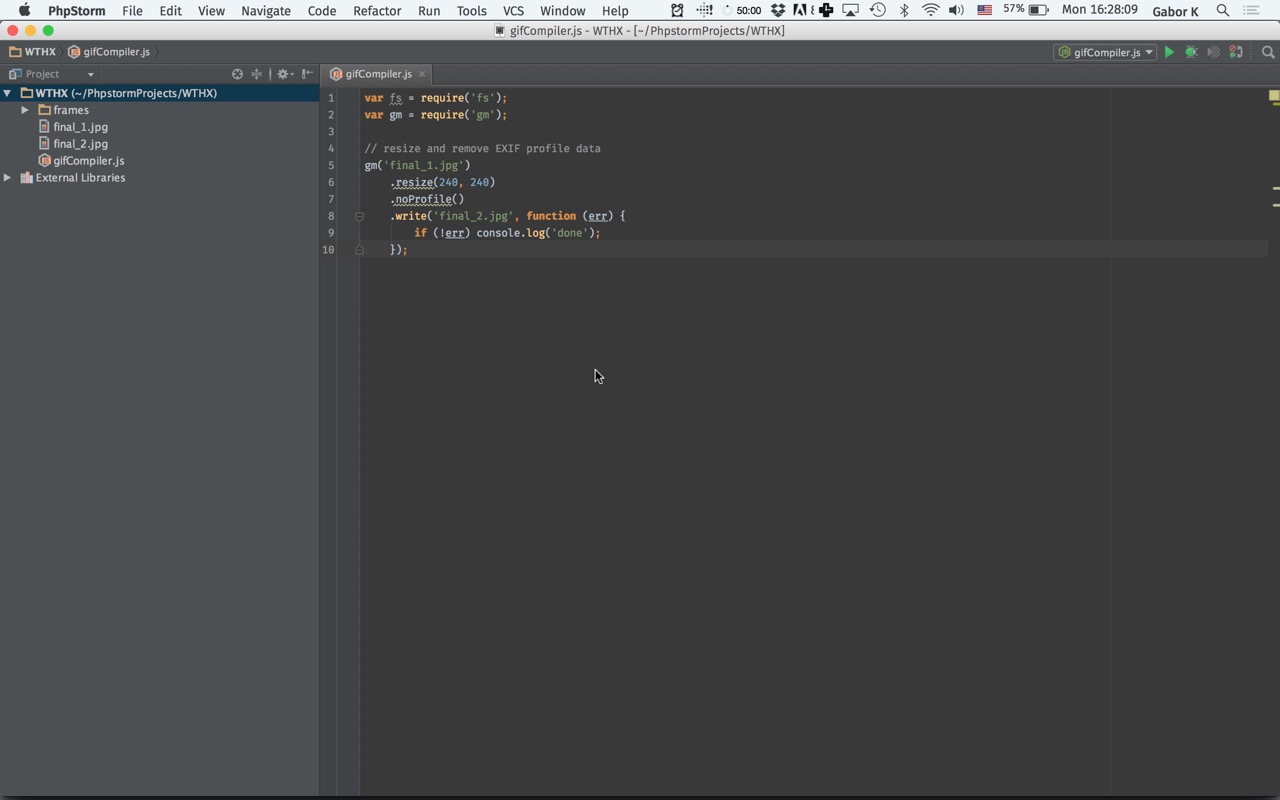 PhpStorm File Edit View Navigate Code Refactor Run Tools VCS Window Help 50:00 57% Mon 16:28:09 Gabor K
gifCompiler.js - WTHX - [~/PhpstormProjects/WTHX]
WTHX gifCompiler.js gifCompiler.js
Project gifCompiler.js
WTHX (~/PhpstormProjects/WTHX)
frames
final_1.jpg
final_2.jpg
gifCompiler.js
External Libraries
1 var fs = require('fs');
2 var gm = require('gm');
3
4 // resize and remove EXIF profile data
5 gm('final_1.jpg')
6 .resize(240, 240)
7 .noProfile()
8 .write('final_2.jpg', function (err) {
9 if (!err) console.log('done');
10 });